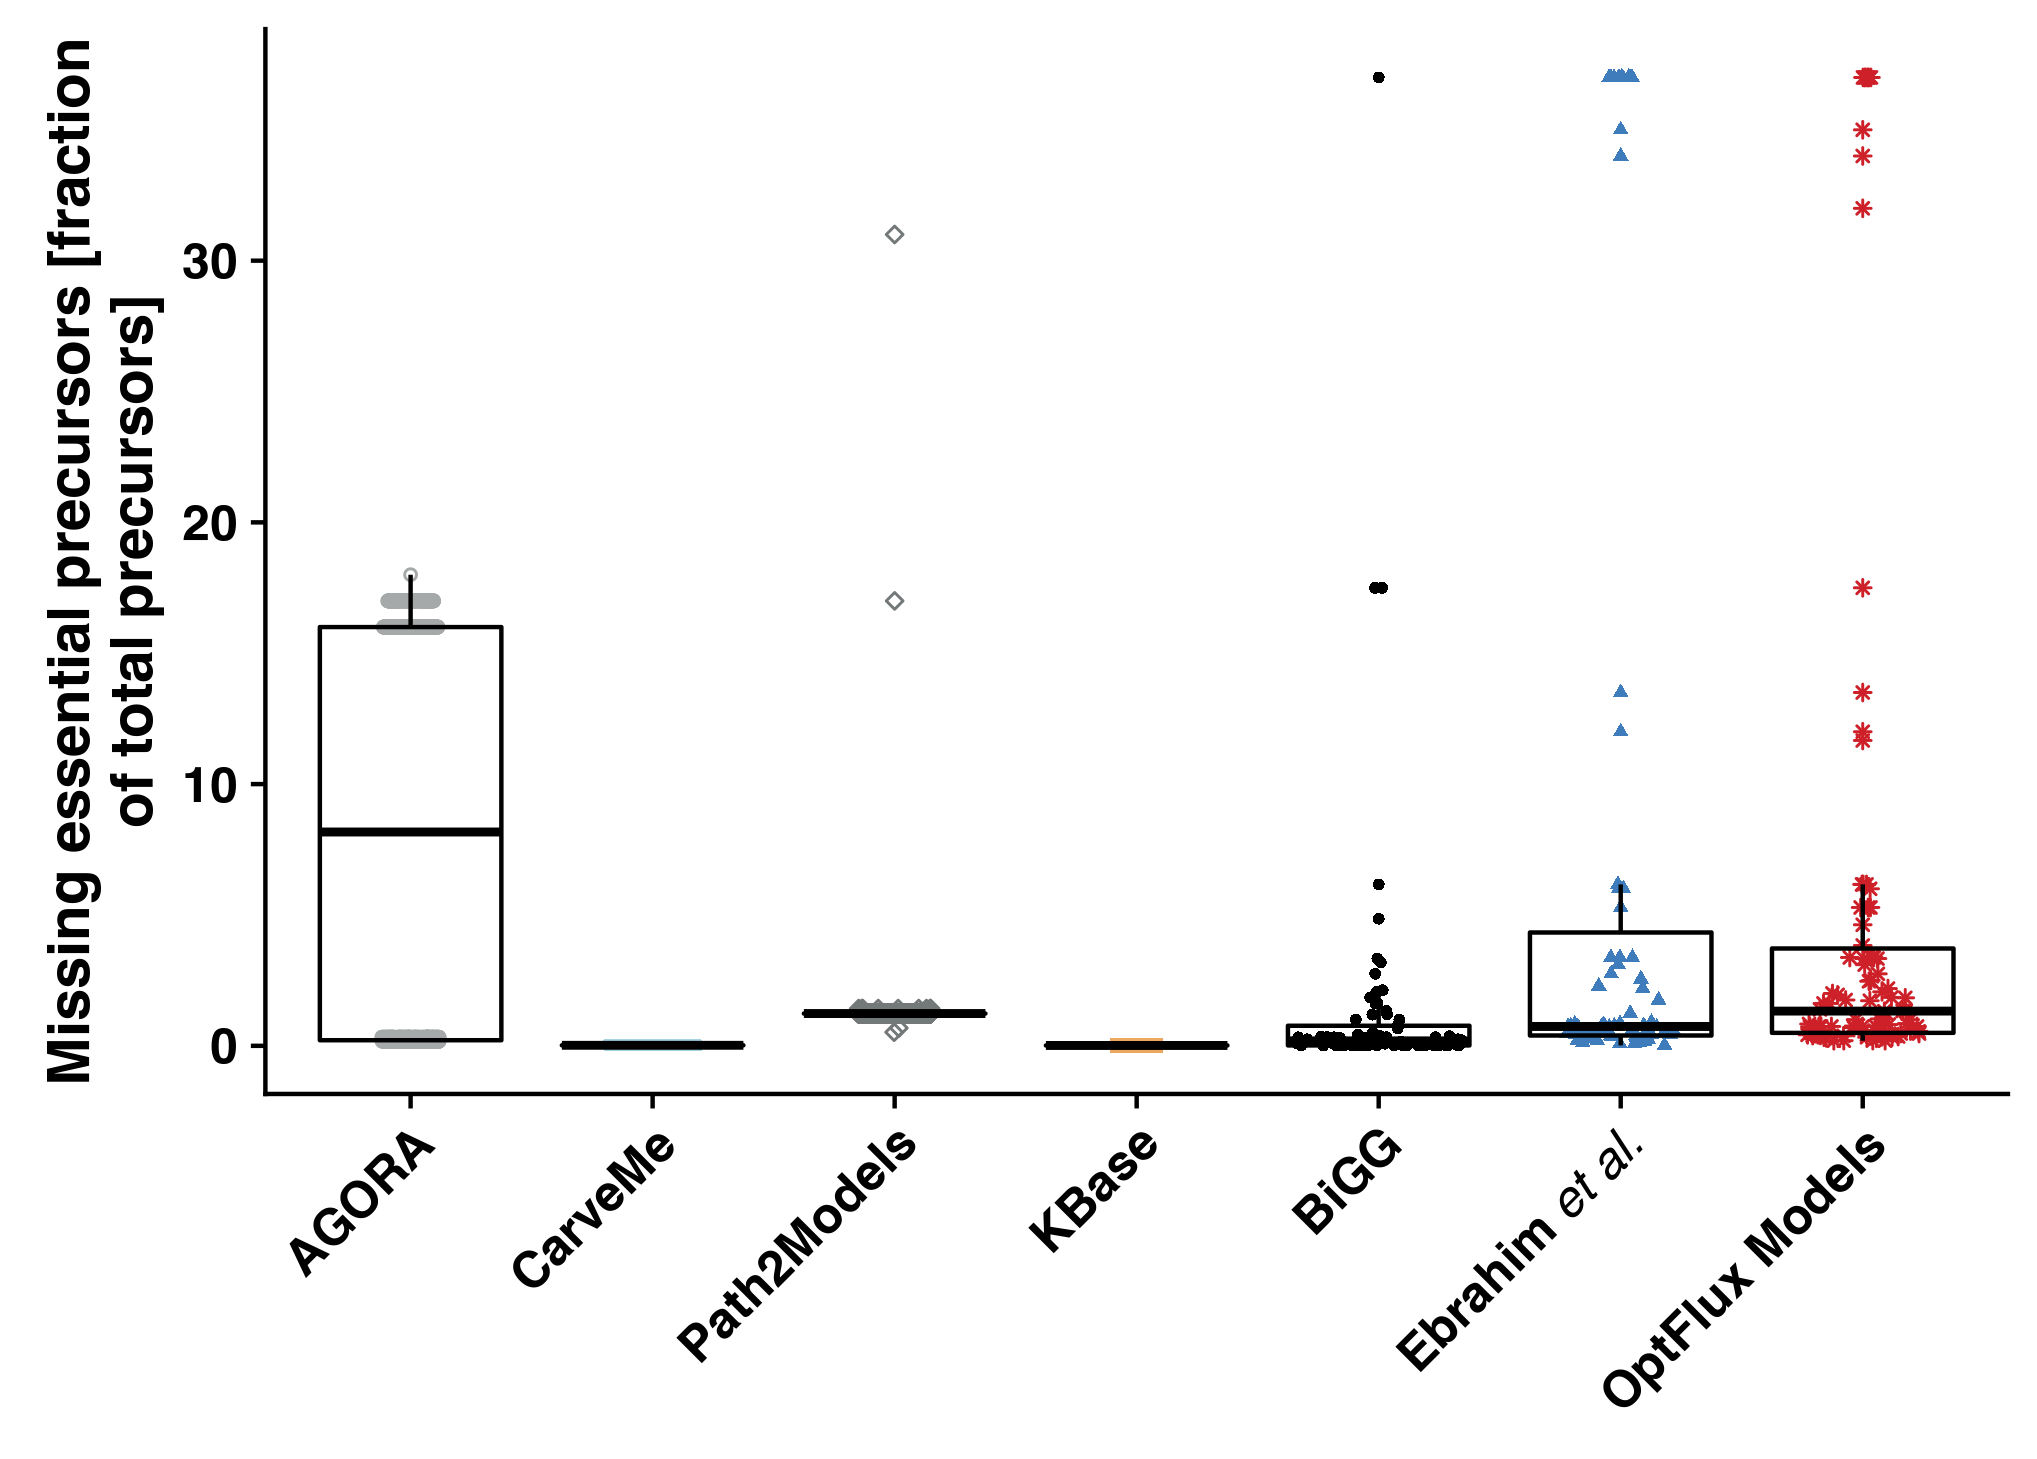 Missing essential precursors [fraction
of total precursors]
30
20
10
0
AGORA
CarveMe
Path2Models
KBase
BiGG
Ebrahim et al.
OptFlux Models